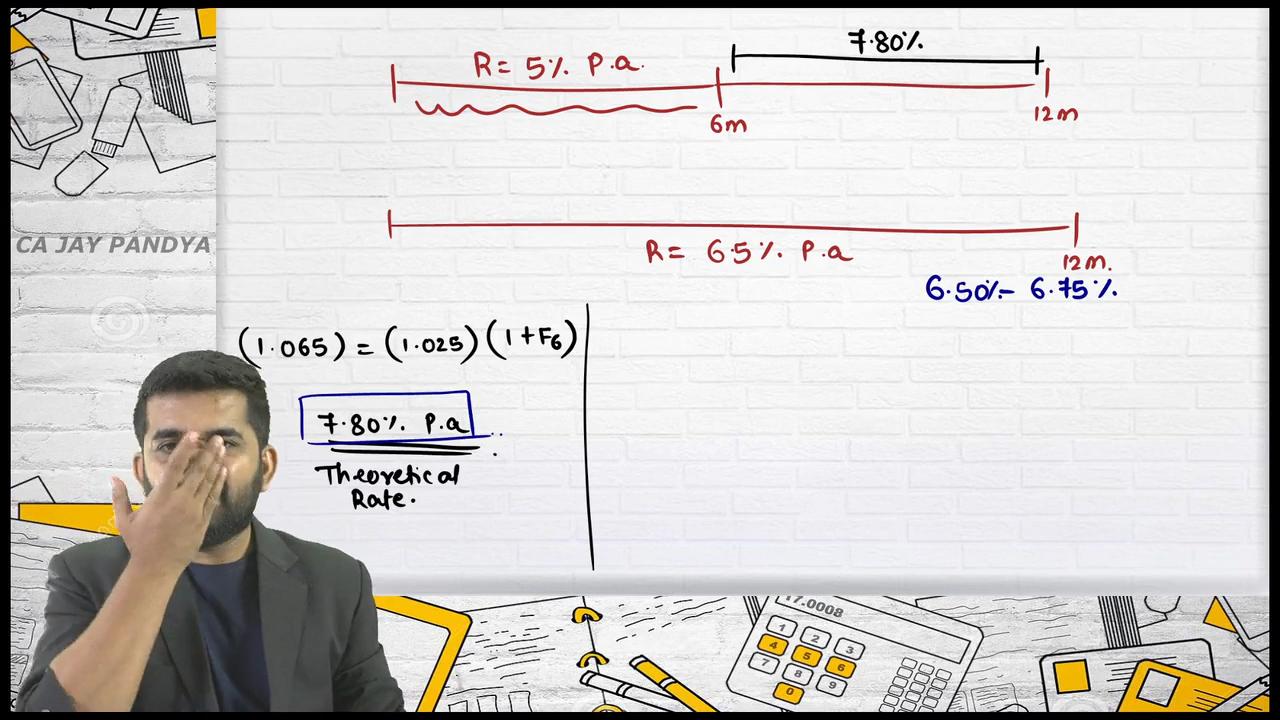 7.80%
R= 5% P.a.
6m
12m
R= 6.5% P.a
12m.
6.50%- 6.75%
(1.065) = (1.025)(1+F6)
7.80% P.a
Theoretical
Rate.
CA JAY PANDYA
17.0008
1
2
3
4
5
6
7
8
9
0